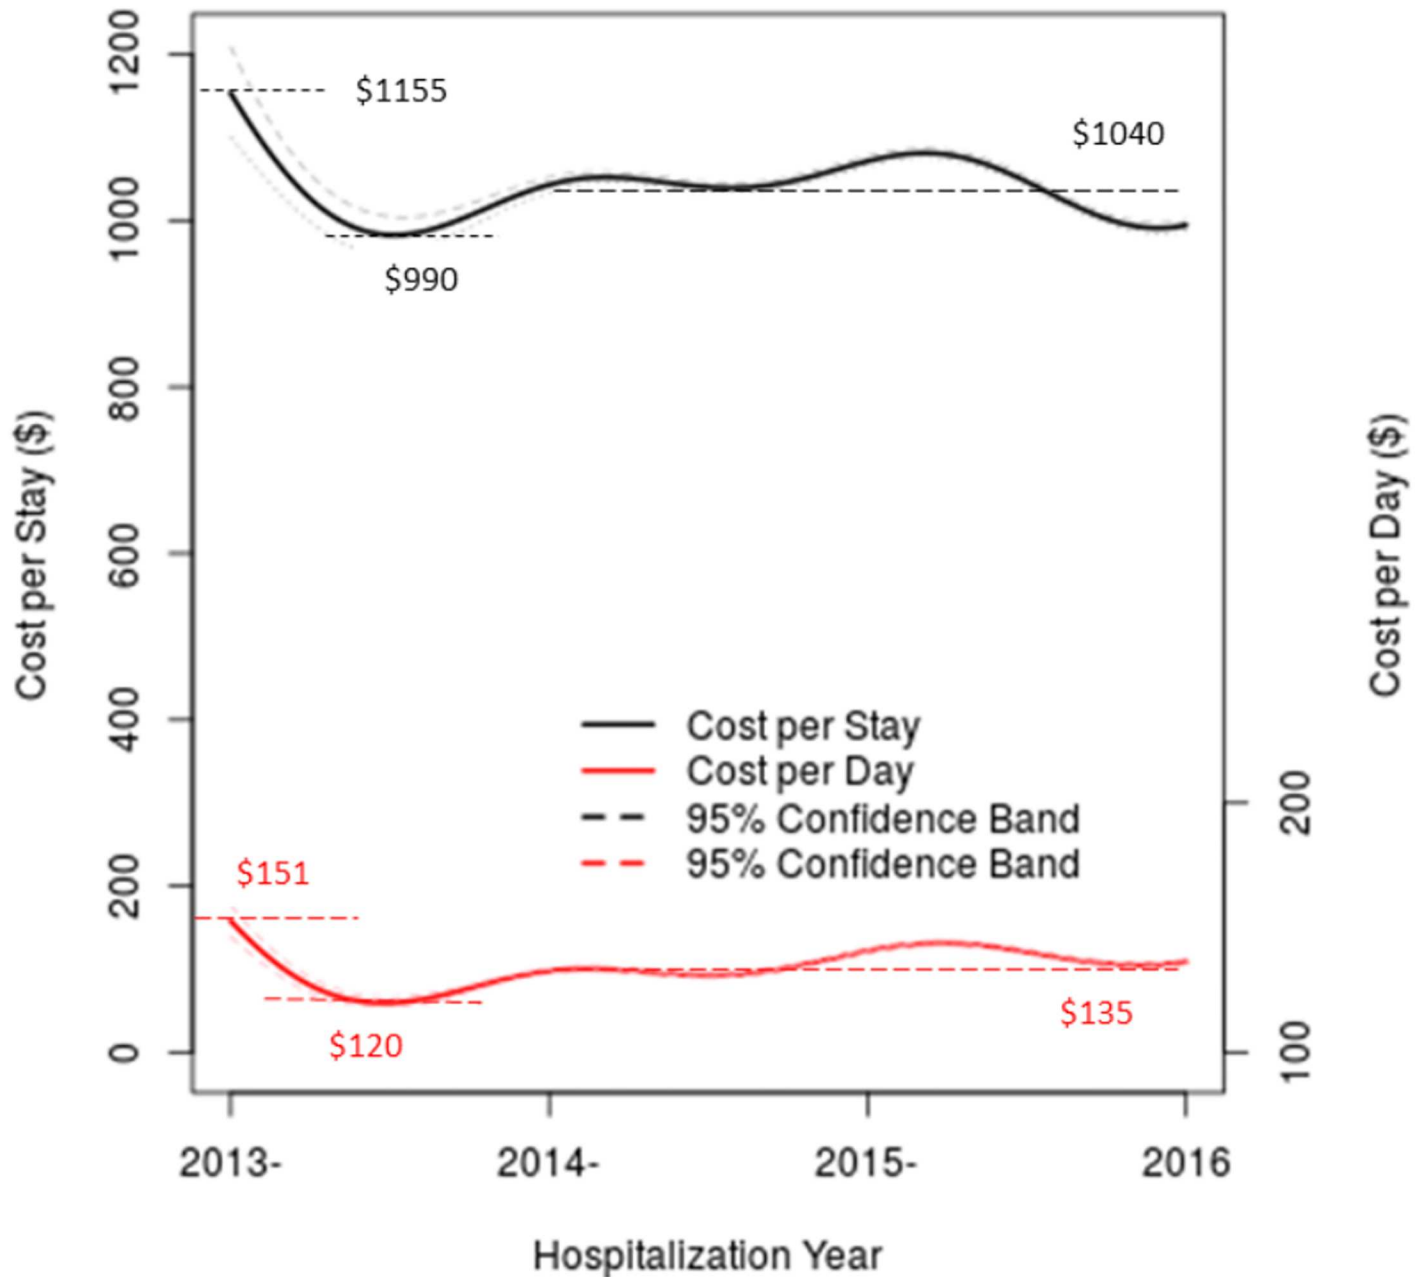 1200
1000
800
600
400
200
0
Cost per Stay ($)
$1155
$1040
$990
Cost per Stay
Cost per Day
95% Confidence Band
95% Confidence Band
$151
$120
$135
200
100
Cost per Day ($)
2013-
2014-
2015-
2016
Hospitalization Year